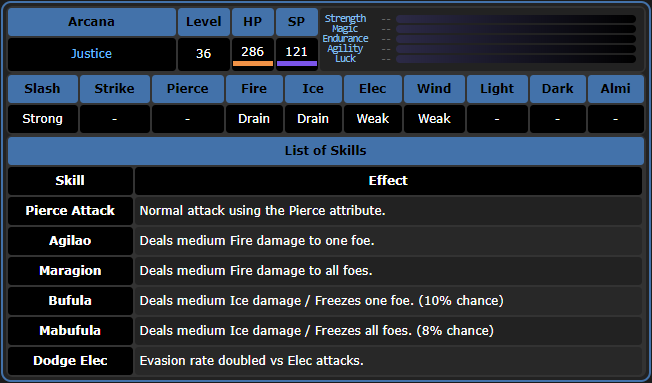 Arcana Level HP SP
Justice 36 286 121
Strength --
Magic --
Endurance --
Agility --
Luck --
Slash Strike Pierce Fire Ice Elec Wind Light Dark Almi
Strong - - Drain Drain Weak Weak - - -
List of Skills
Skill Effect
Pierce Attack Normal attack using the Pierce attribute.
Agilao Deals medium Fire damage to one foe.
Maragion Deals medium Fire damage to all foes.
Bufula Deals medium Ice damage / Freezes one foe. (10% chance)
Mabufula Deals medium Ice damage / Freezes all foes. (8% chance)
Dodge Elec Evasion rate doubled vs Elec attacks.